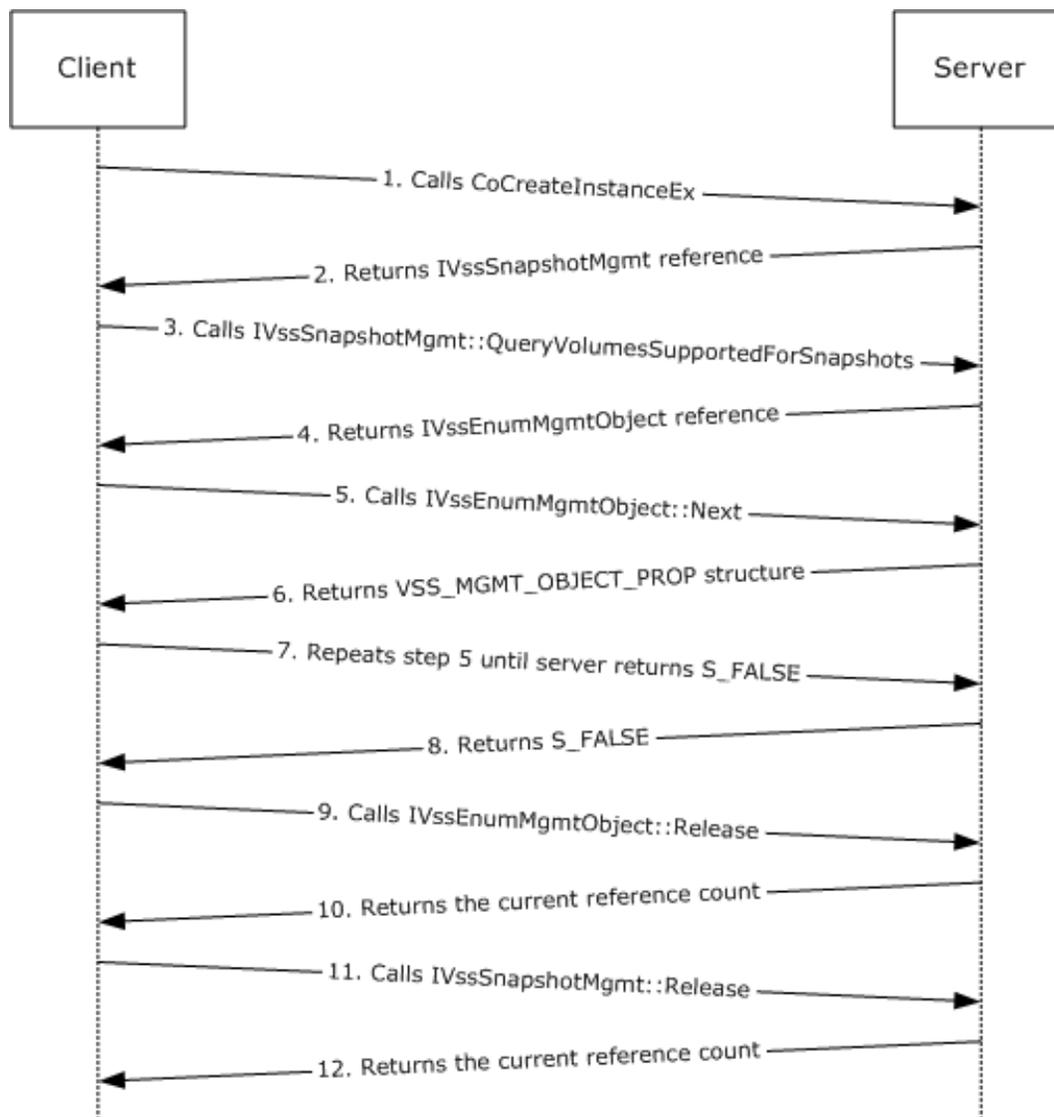 Client
Server
1. Calls CoCreateInstanceEx
2. Returns IVssSnapshotMgmt reference
3. Calls IVssSnapshotMgmt::QueryVolumesSupportedForSnapshots
4. Returns IVssEnumMgmtObject reference
5. Calls IVssEnumMgmtObject::Next
6. Returns VSS_MGMT_OBJECT_PROP structure
7. Repeats step 5 until server returns S_FALSE
8. Returns S_FALSE
9. Calls IVssEnumMgmtObject::Release
10. Returns the current reference count
11. Calls IVssSnapshotMgmt::Release
12. Returns the current reference count